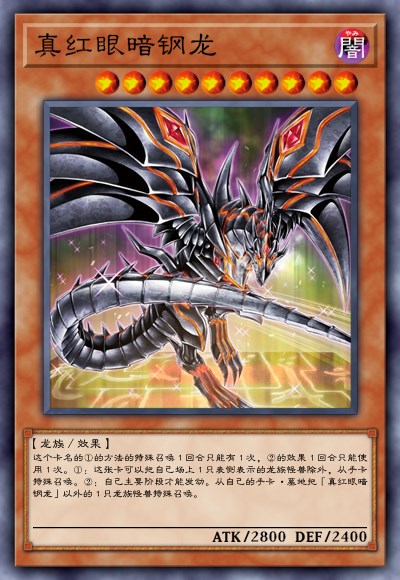 真红眼暗钢龙
やみ
闇
【龙族／效果】
这个卡名的①的方法的特殊召唤1回合只能有1次，②的效果1回合只能使
用1次。①：这张卡可以把自己场上1只表侧表示的龙族怪兽除外，从手卡
特殊召唤。②：自己主要阶段才能发动。从自己的手卡·墓地把「真红眼暗
钢龙」以外的1只龙族怪兽特殊召唤。
ATK/2800 DEF/2400